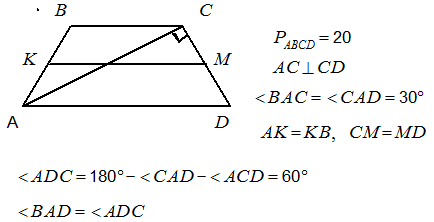 B C
K M
A D
P_ABCD = 20
AC⊥CD
<BAC = <CAD = 30°
AK = KB, CM = MD
<ADC = 180° − <CAD − <ACD = 60°
<BAD = <ADC